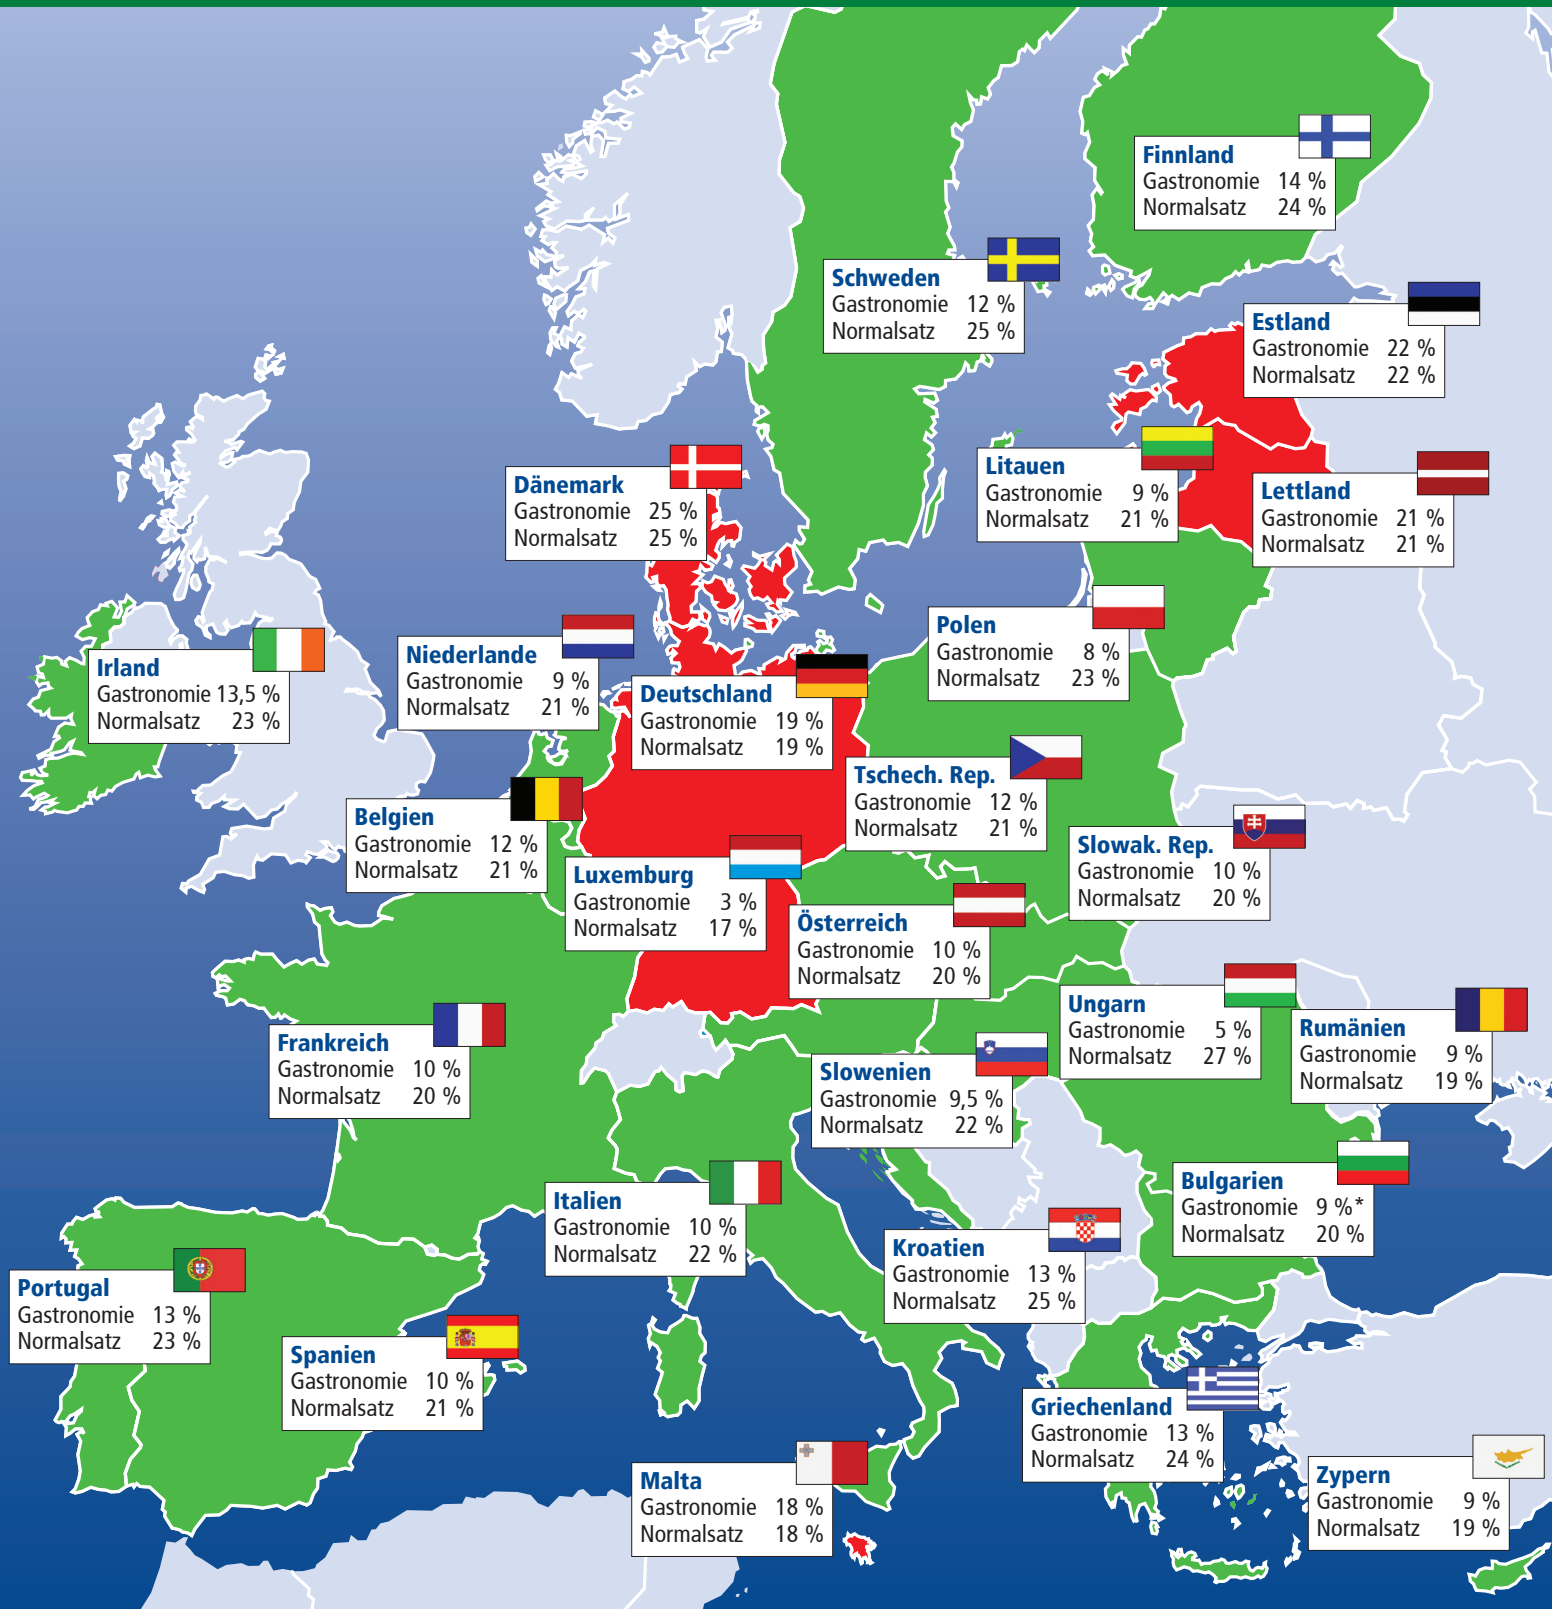 Finnland
Gastronomie 14 %
Normalsatz 24 %
Schweden
Gastronomie 12 %
Normalsatz 25 %
Estland
Gastronomie 22 %
Normalsatz 22 %
Dänemark
Gastronomie 25 %
Normalsatz 25 %
Litauen
Gastronomie 9 %
Normalsatz 21 %
Lettland
Gastronomie 21 %
Normalsatz 21 %
Irland
Gastronomie 13,5 %
Normalsatz 23 %
Niederlande
Gastronomie 9 %
Normalsatz 21 %
Deutschland
Gastronomie 19 %
Normalsatz 19 %
Polen
Gastronomie 8 %
Normalsatz 23 %
Tschech. Rep.
Gastronomie 12 %
Normalsatz 21 %
Belgien
Gastronomie 12 %
Normalsatz 21 %
Luxemburg
Gastronomie 3 %
Normalsatz 17 %
Slowak. Rep.
Gastronomie 10 %
Normalsatz 20 %
Österreich
Gastronomie 10 %
Normalsatz 20 %
Frankreich
Gastronomie 10 %
Normalsatz 20 %
Ungarn
Gastronomie 5 %
Normalsatz 27 %
Rumänien
Gastronomie 9 %
Normalsatz 19 %
Slowenien
Gastronomie 9,5 %
Normalsatz 22 %
Italien
Gastronomie 10 %
Normalsatz 22 %
Bulgarien
Gastronomie 9 %*
Normalsatz 20 %
Kroatien
Gastronomie 13 %
Normalsatz 25 %
Portugal
Gastronomie 13 %
Normalsatz 23 %
Spanien
Gastronomie 10 %
Normalsatz 21 %
Griechenland
Gastronomie 13 %
Normalsatz 24 %
Malta
Gastronomie 18 %
Normalsatz 18 %
Zypern
Gastronomie 9 %
Normalsatz 19 %